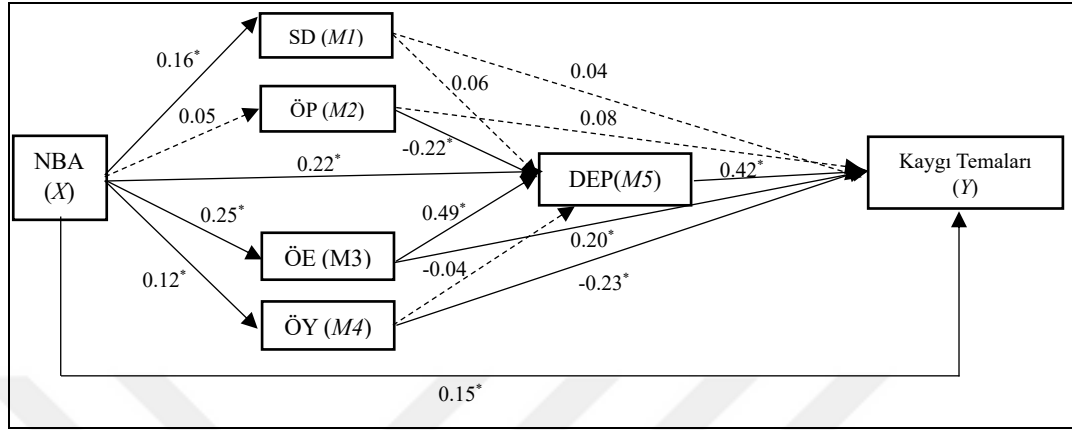 SD (M1)
0.16*
0.04
0.06
ÖP (M2)
0.05
0.08
-0.22*
NBA
(X)
0.22*
DEP(M5)
0.42*
Kaygı Temaları
(Y)
0.25*
0.49*
ÖE (M3)
0.20*
-0.04
0.12*
-0.23*
ÖY (M4)
0.15*